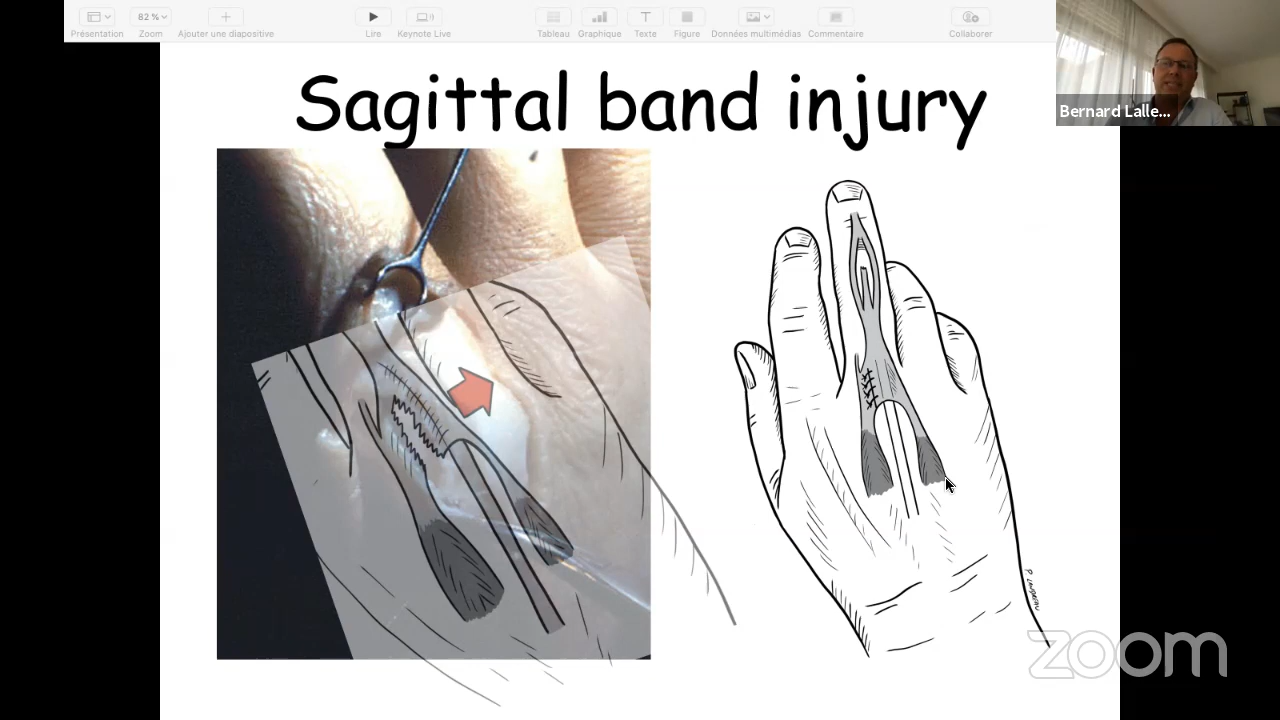 82 %
Présentation
Zoom
Ajouter une diapositive
Lire
Keynote Live
Tableau
Graphique
Texte
Figure
Données multimédias
Commentaire
Collaborer
Bernard Lalle...
Sagittal band injury
zoom